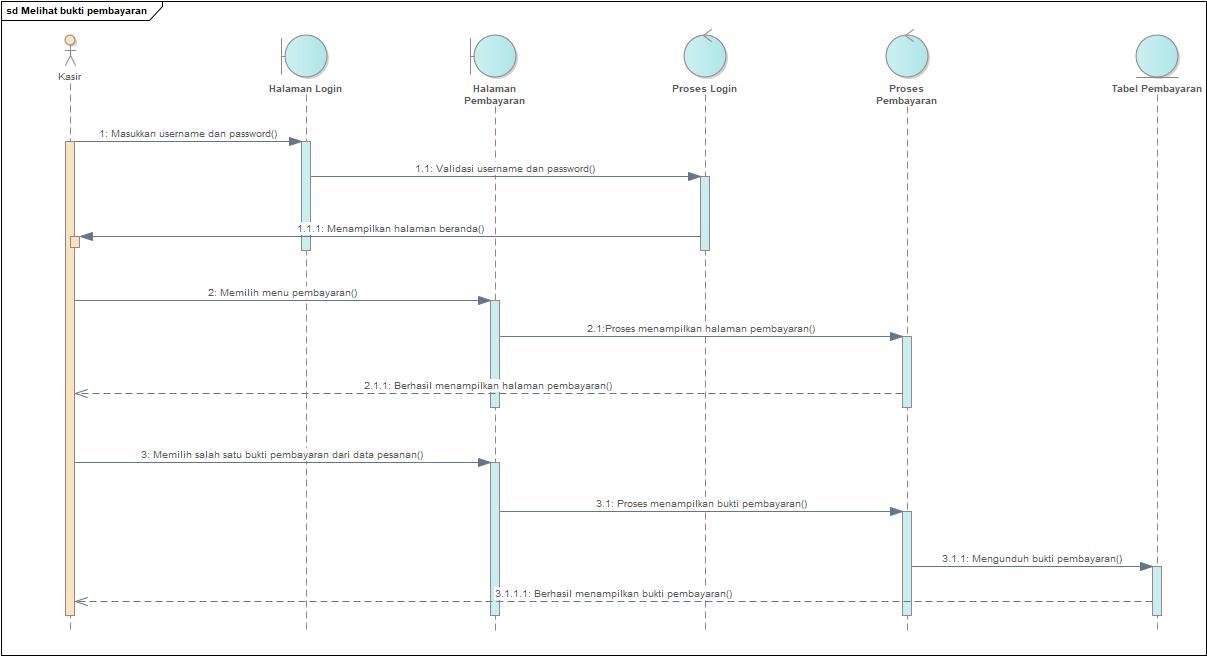 sd Melihat bukti pembayaran
Kasir
Halaman Login
Halaman
Pembayaran
Proses Login
Proses
Pembayaran
Tabel Pembayaran
1: Masukkan username dan password()
1.1: Validasi username dan password()
1.1.1: Menampilkan halaman beranda()
2: Memilih menu pembayaran()
2.1:Proses menampilkan halaman pembayaran()
2.1.1: Berhasil menampilkan halaman pembayaran()
3: Memilih salah satu bukti pembayaran dari data pesanan()
3.1: Proses menampilkan bukti pembayaran()
3.1.1: Mengunduh bukti pembayaran()
3.1.1.1: Berhasil menampilkan bukti pembayaran()